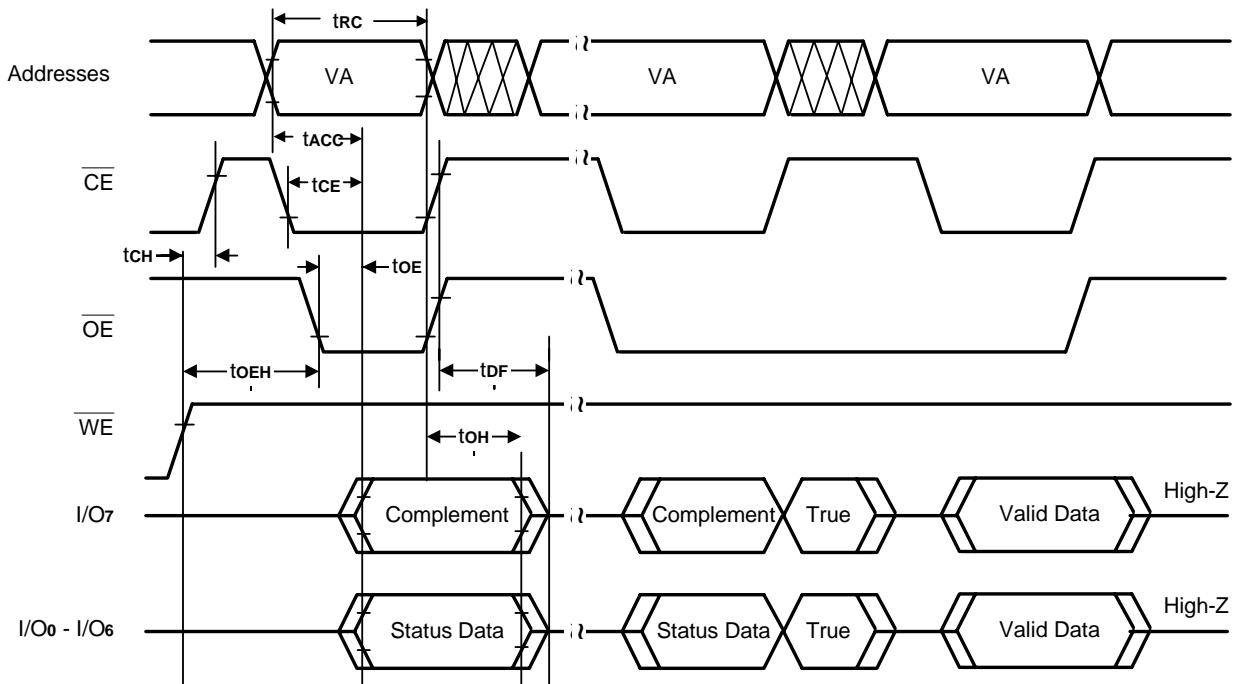 tRC
Addresses
VA
VA
VA
tACC
CE
tCE
tCH
tOE
OE
tOEH
tDF
WE
tOH
High-Z
I/O7
Complement
Complement
True
Valid Data
High-Z
I/O0 - I/O6
Status Data
Status Data
True
Valid Data